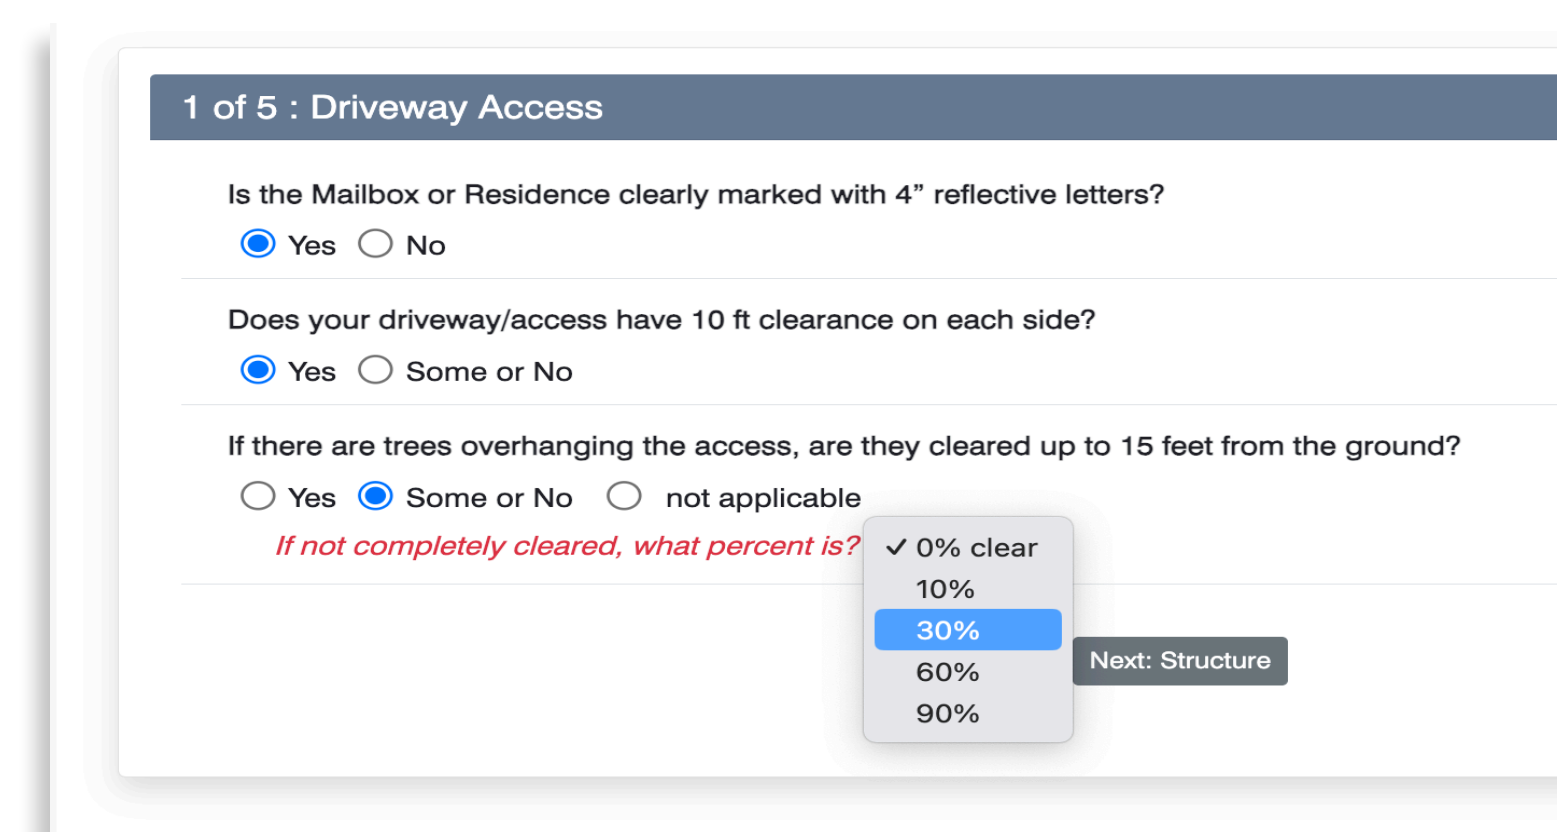 1 of 5 : Driveway Access
Is the Mailbox or Residence clearly marked with 4” reflective letters?
Yes No
Does your driveway/access have 10 ft clearance on each side?
Yes Some or No
If there are trees overhanging the access, are they cleared up to 15 feet from the ground?
Yes Some or No not applicable
If not completely cleared, what percent is? ✓ 0% clear
10%
30%
60%
Next: Structure
90%